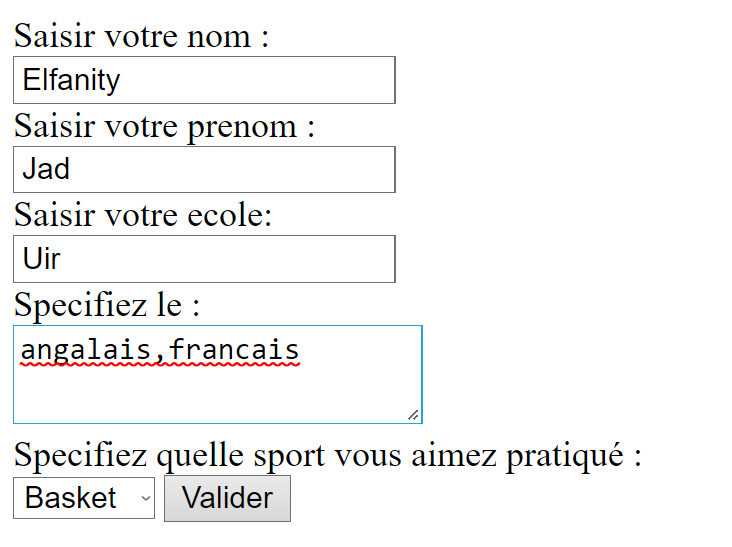 Saisir votre nom :
Elfanity
Saisir votre prenom :
Jad
Saisir votre ecole:
Uir
Specifiez le :
angalais,francais
Specifiez quelle sport vous aimez pratiqué :
Basket Valider